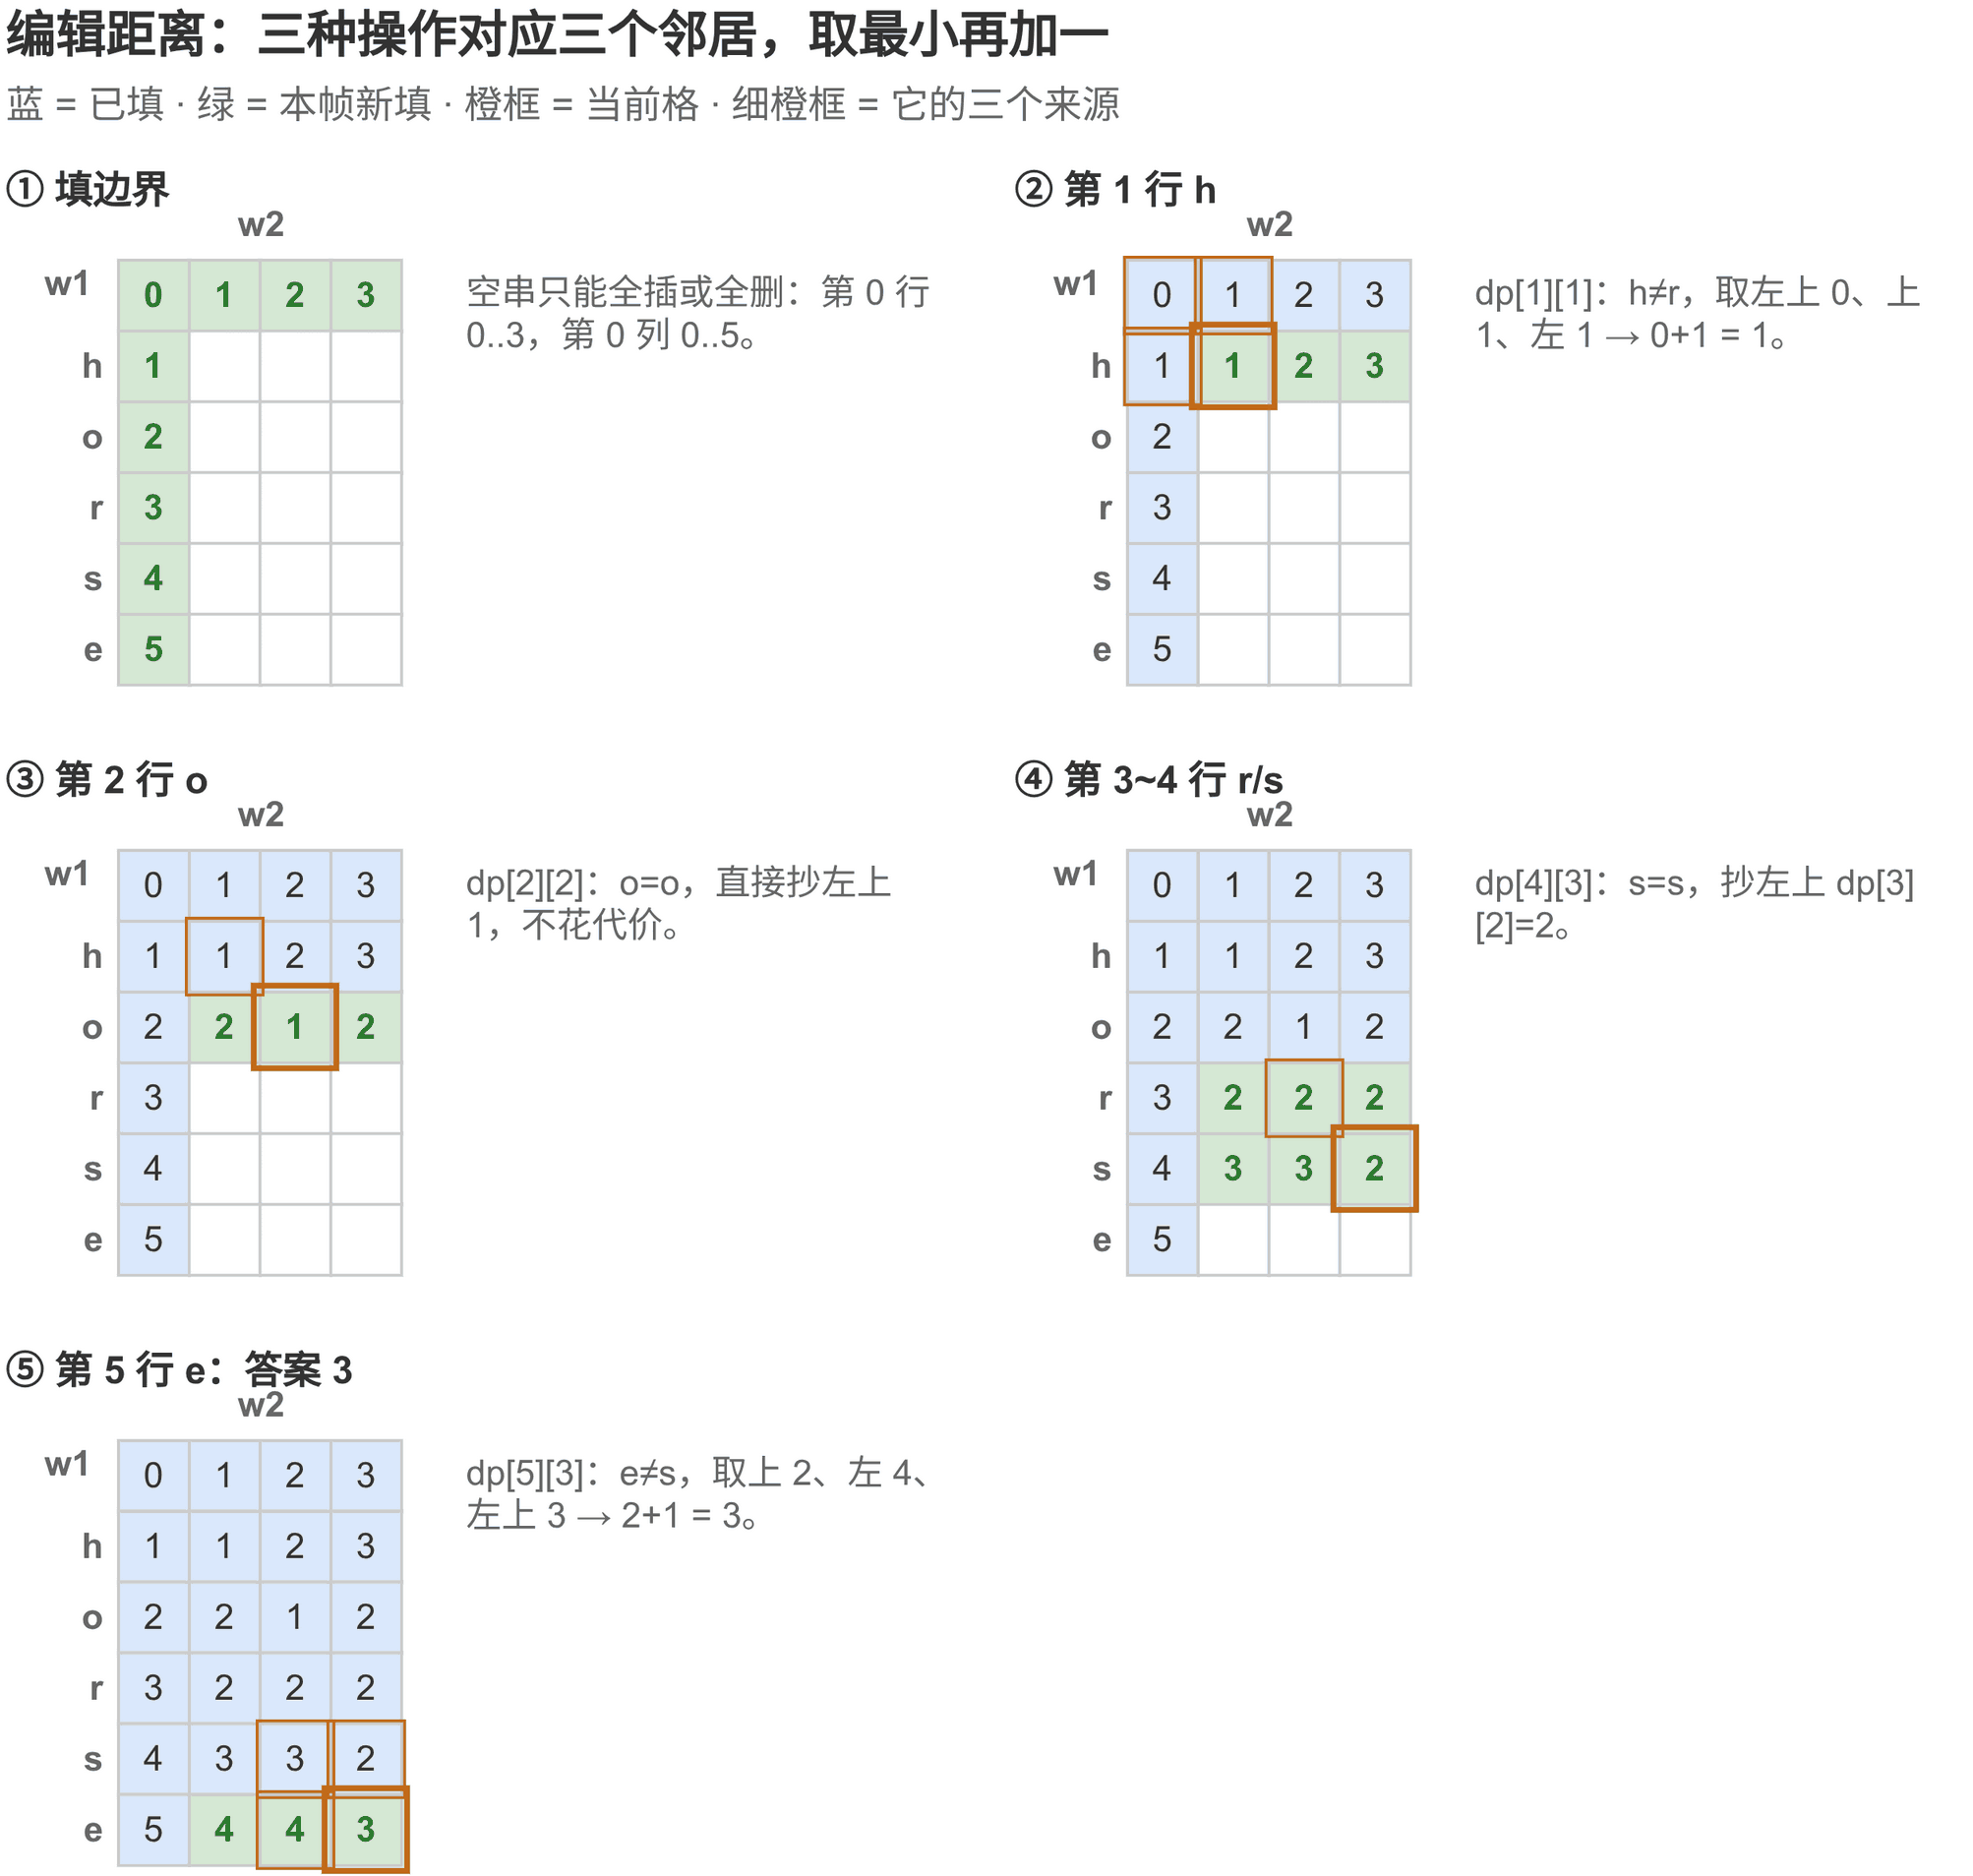 编辑距离：三种操作对应三个邻居，取最小再加一
蓝 = 已填 · 绿 = 本帧新填 · 橙框 = 当前格 · 细橙框 = 它的三个来源
① 填边界
w2
w1 0 1 2 3
h 1
o 2
r 3
s 4
e 5
空串只能全插或全删：第 0 行
0..3，第 0 列 0..5。
② 第 1 行 h
w2
w1 0 1 2 3
h 1 1 2 3
o 2
r 3
s 4
e 5
dp[1][1]：h≠r，取左上 0、上
1、左 1 → 0+1 = 1。
③ 第 2 行 o
w2
w1 0 1 2 3
h 1 1 2 3
o 2 2 1 2
r 3
s 4
e 5
dp[2][2]：o=o，直接抄左上
1，不花代价。
④ 第 3~4 行 r/s
w2
w1 0 1 2 3
h 1 1 2 3
o 2 2 1 2
r 3 2 2 2
s 4 3 3 2
e 5
dp[4][3]：s=s，抄左上 dp[3]
[2]=2。
⑤ 第 5 行 e：答案 3
w2
w1 0 1 2 3
h 1 1 2 3
o 2 2 1 2
r 3 2 2 2
s 4 3 3 2
e 5 4 4 3
dp[5][3]：e≠s，取上 2、左 4、
左上 3 → 2+1 = 3。